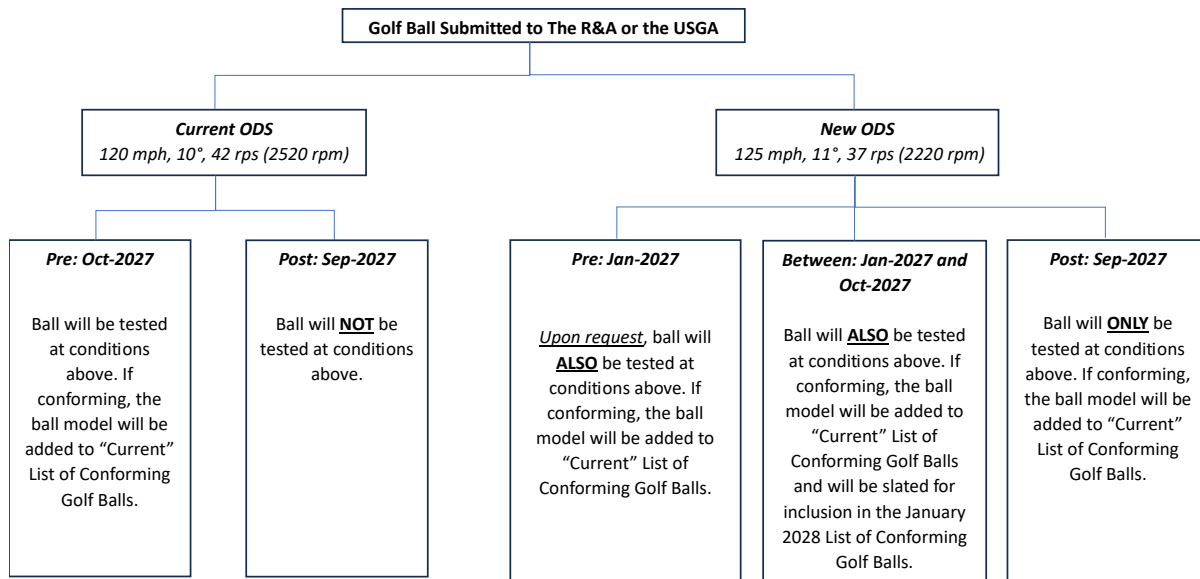 Golf Ball Submitted to The R&A or the USGA
Current ODS
120 mph, 10°, 42 rps (2520 rpm)
New ODS
125 mph, 11°, 37 rps (2220 rpm)
Pre: Oct-2027
Ball will be tested
at conditions
above. If
conforming, the
ball model will be
added to “Current”
List of Conforming
Golf Balls.
Post: Sep-2027
Ball will NOT be
tested at conditions
above.
Pre: Jan-2027
Upon request, ball will
ALSO be tested at
conditions above. If
conforming, the ball
model will be added to
“Current” List of
Conforming Golf Balls.
Between: Jan-2027 and
Oct-2027
Ball will ALSO be tested
at conditions above. If
conforming, the ball
model will be added to
“Current” List of
Conforming Golf Balls
and will be slated for
inclusion in the January
2028 List of Conforming
Golf Balls.
Post: Sep-2027
Ball will ONLY be
tested at conditions
above. If conforming,
the ball model will be
added to “Current”
List of Conforming
Golf Balls.